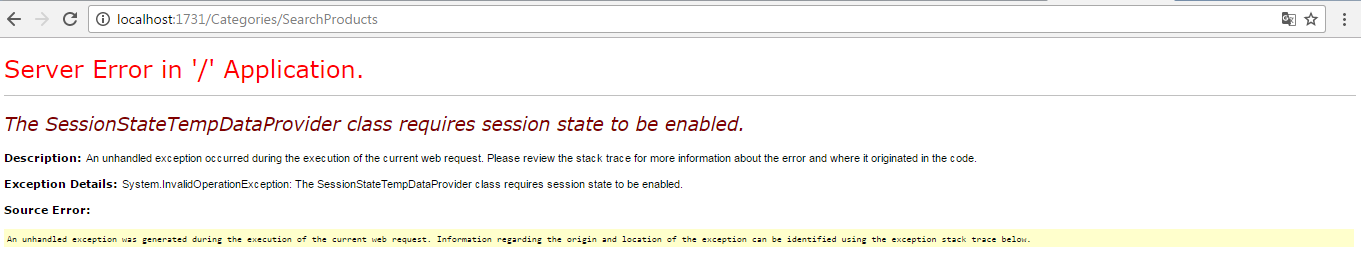 localhost:1731/Categories/SearchProducts
Server Error in '/' Application.
The SessionStateTempDataProvider class requires session state to be enabled.
Description: An unhandled exception occurred during the execution of the current web request. Please review the stack trace for more information about the error and where it originated in the code.
Exception Details: System.InvalidOperationException: The SessionStateTempDataProvider class requires session state to be enabled.
Source Error:
An unhandled exception was generated during the execution of the current web request. Information regarding the origin and location of the exception can be identified using the exception stack trace below.